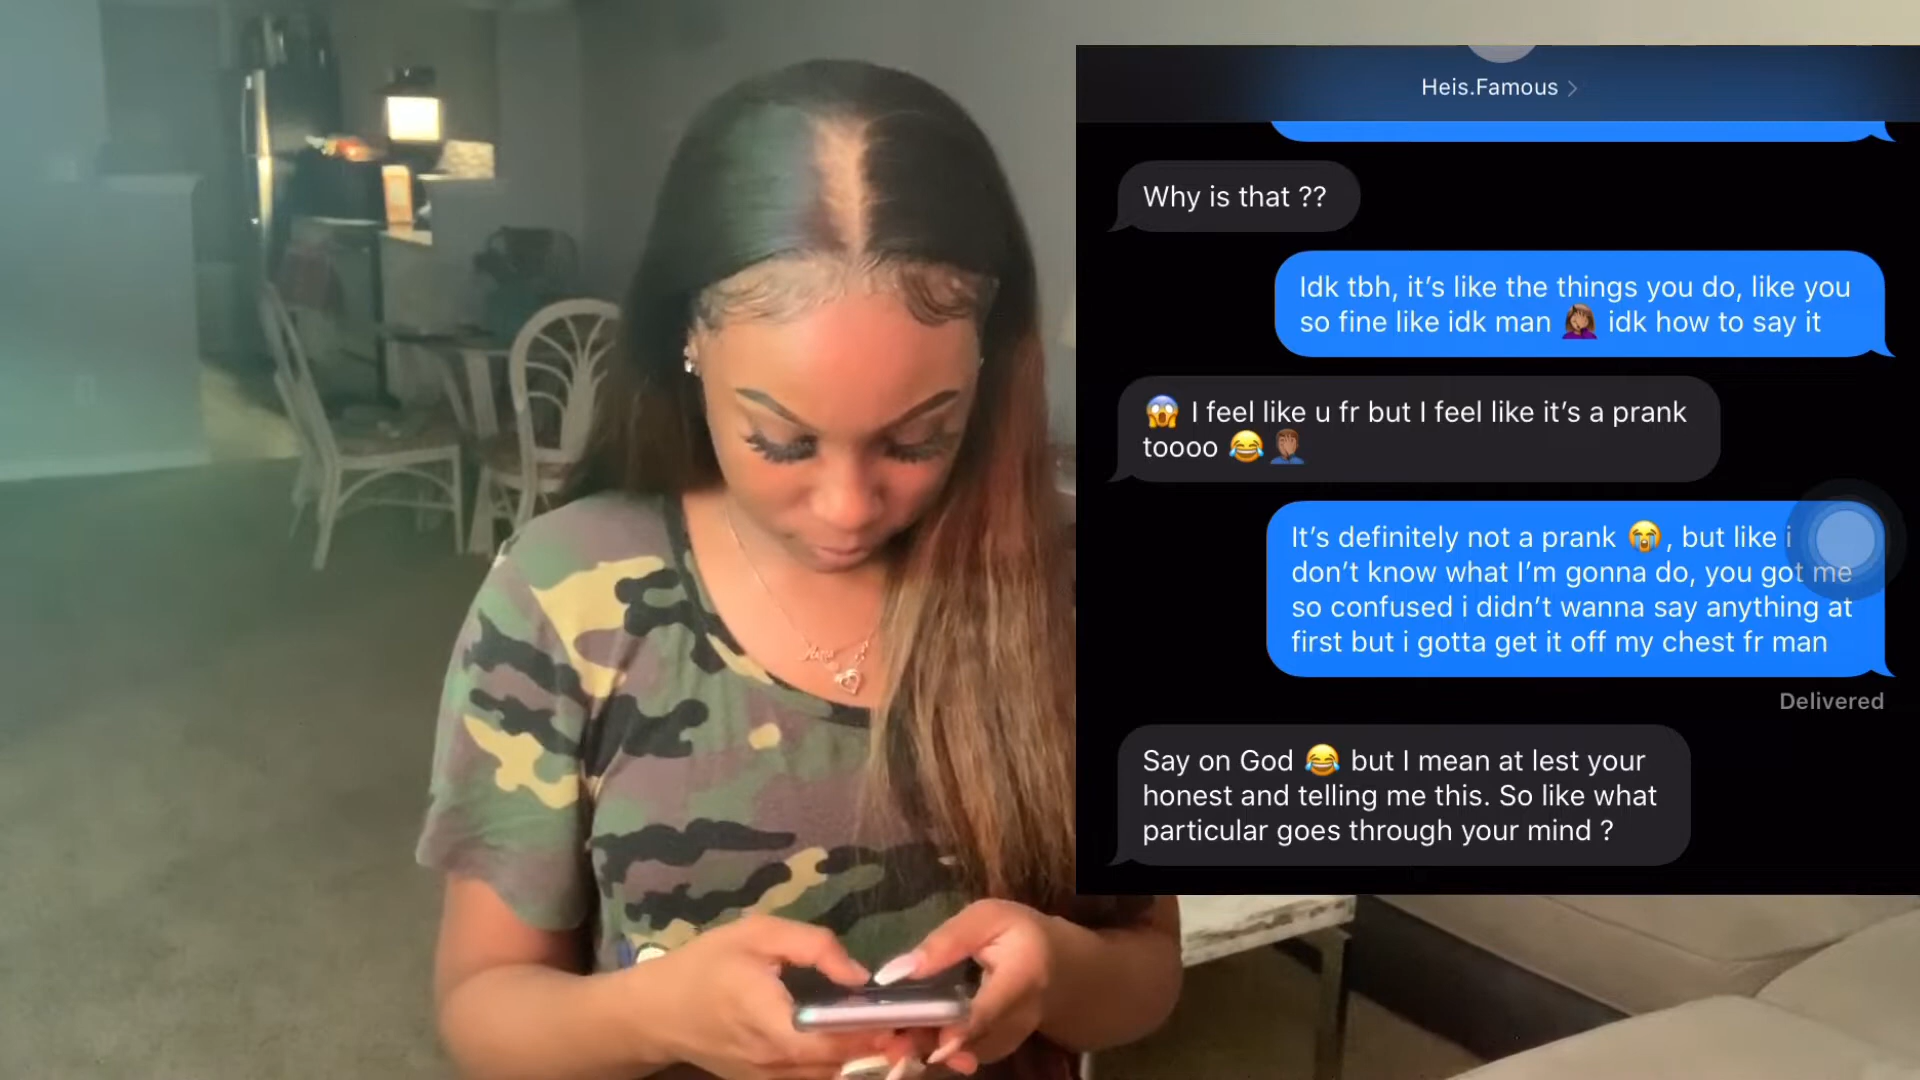 Heis.Famous
Why is that ??
Idk tbh, it’s like the things you do, like you
so fine like idk man 🤦🏽‍♀️ idk how to say it
😱 I feel like u fr but I feel like it’s a prank
toooo 😂🤦🏽‍♂️
It’s definitely not a prank 😭, but like i
don’t know what I’m gonna do, you got me
so confused i didn’t wanna say anything at
first but i gotta get it off my chest fr man
Delivered
Say on God 😂 but I mean at lest your
honest and telling me this. So like what
particular goes through your mind ?